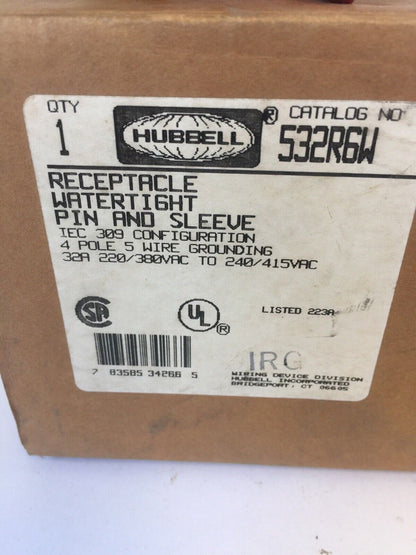 QTY
1
HUBBELL®
CATALOG NO
532R6W
RECEPTACLE
WATERTIGHT
PIN AND SLEEVE
IEC 309 CONFIGURATION
4 POLE 5 WIRE GROUNDING
32A 220/380VAC TO 240/415VAC
SA
UL®
LISTED 223A
7 83585 34266 5
IRG
WIRING DEVICE DIVISION
HUBBELL INCORPORATED
BRIDGEPORT, CT 06605